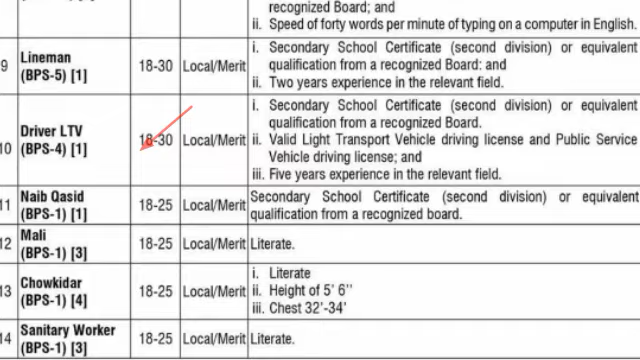 recognized Board; and
ii. Speed of forty words per minute of typing on a computer in English.
9 Lineman (BPS-5) [1] 18-30 Local/Merit
i. Secondary School Certificate (second division) or equivalent
qualification from a recognized Board: and
ii. Two years experience in the relevant field.
10 Driver LTV (BPS-4) [1] 18-30 Local/Merit
i. Secondary School Certificate (second division) or equivalent
qualification from a recognized Board.
ii. Valid Light Transport Vehicle driving license and Public Service
Vehicle driving license; and
iii. Five years experience in the relevant field.
11 Naib Qasid (BPS-1) [1] 18-25 Local/Merit
Secondary School Certificate (second division) or equivalent
qualification from a recognized board.
12 Mali (BPS-1) [3] 18-25 Local/Merit Literate.
13 Chowkidar (BPS-1) [4] 18-25 Local/Merit
i. Literate
ii. Height of 5' 6''
iii. Chest 32'-34'
14 Sanitary Worker (BPS-1) [3] 18-25 Local/Merit Literate.